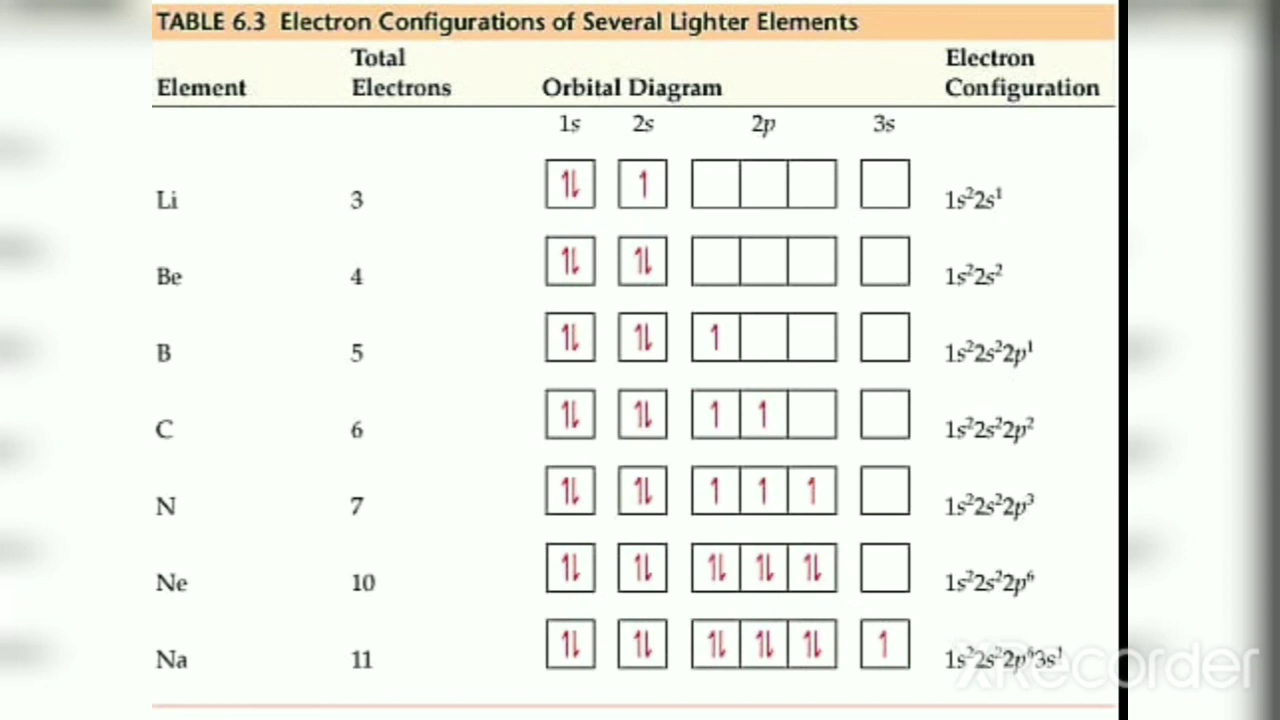 TABLE 6.3 Electron Configurations of Several Lighter Elements
Element Total Electrons Orbital Diagram Electron Configuration
1s 2s 2p 3s
Li 3 1s²2s¹
Be 4 1s²2s²
B 5 1s²2s²2p¹
C 6 1s²2s²2p²
N 7 1s²2s²2p³
Ne 10 1s²2s²2p⁶
Na 11 1s²2s²2p⁶3s¹
XRecorder